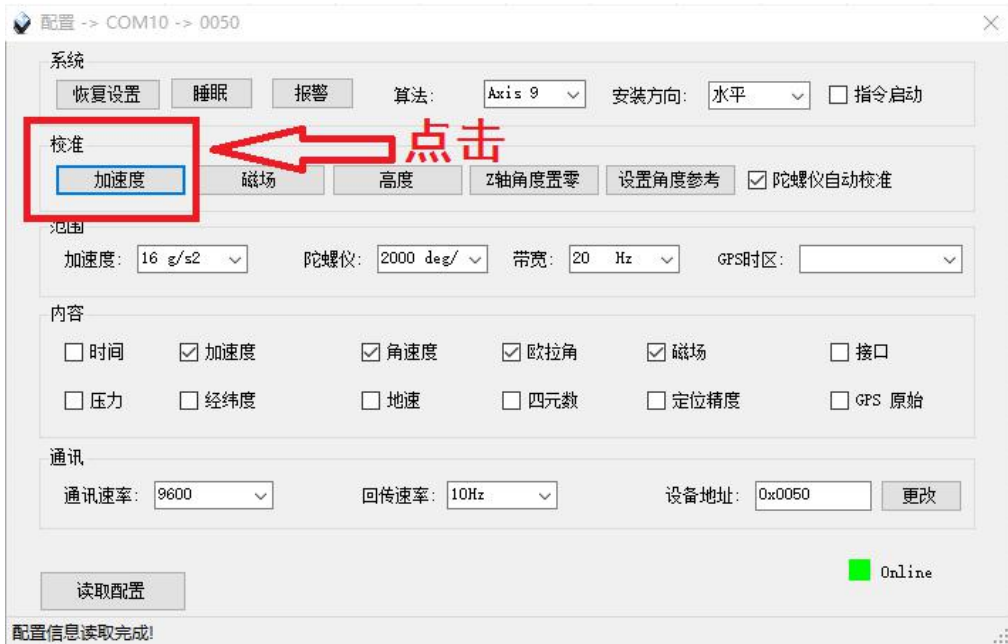 配置 -> COM10 -> 0050
系统
恢复设置 睡眠 报警 算法: Axis 9 安装方向: 水平 指令启动
校准
点击
加速度 磁场 高度 Z轴角度置零 设置角度参考 陀螺仪自动校准
范围
加速度: 16 g/s2 陀螺仪: 2000 deg/ 带宽: 20 Hz GPS时区:
内容
时间 加速度 角速度 欧拉角 磁场 接口
压力 经纬度 地速 四元数 定位精度 GPS 原始
通讯
通讯速率: 9600 回传速率: 10Hz 设备地址: 0x0050 更改
Online
读取配置
配置信息读取完成!